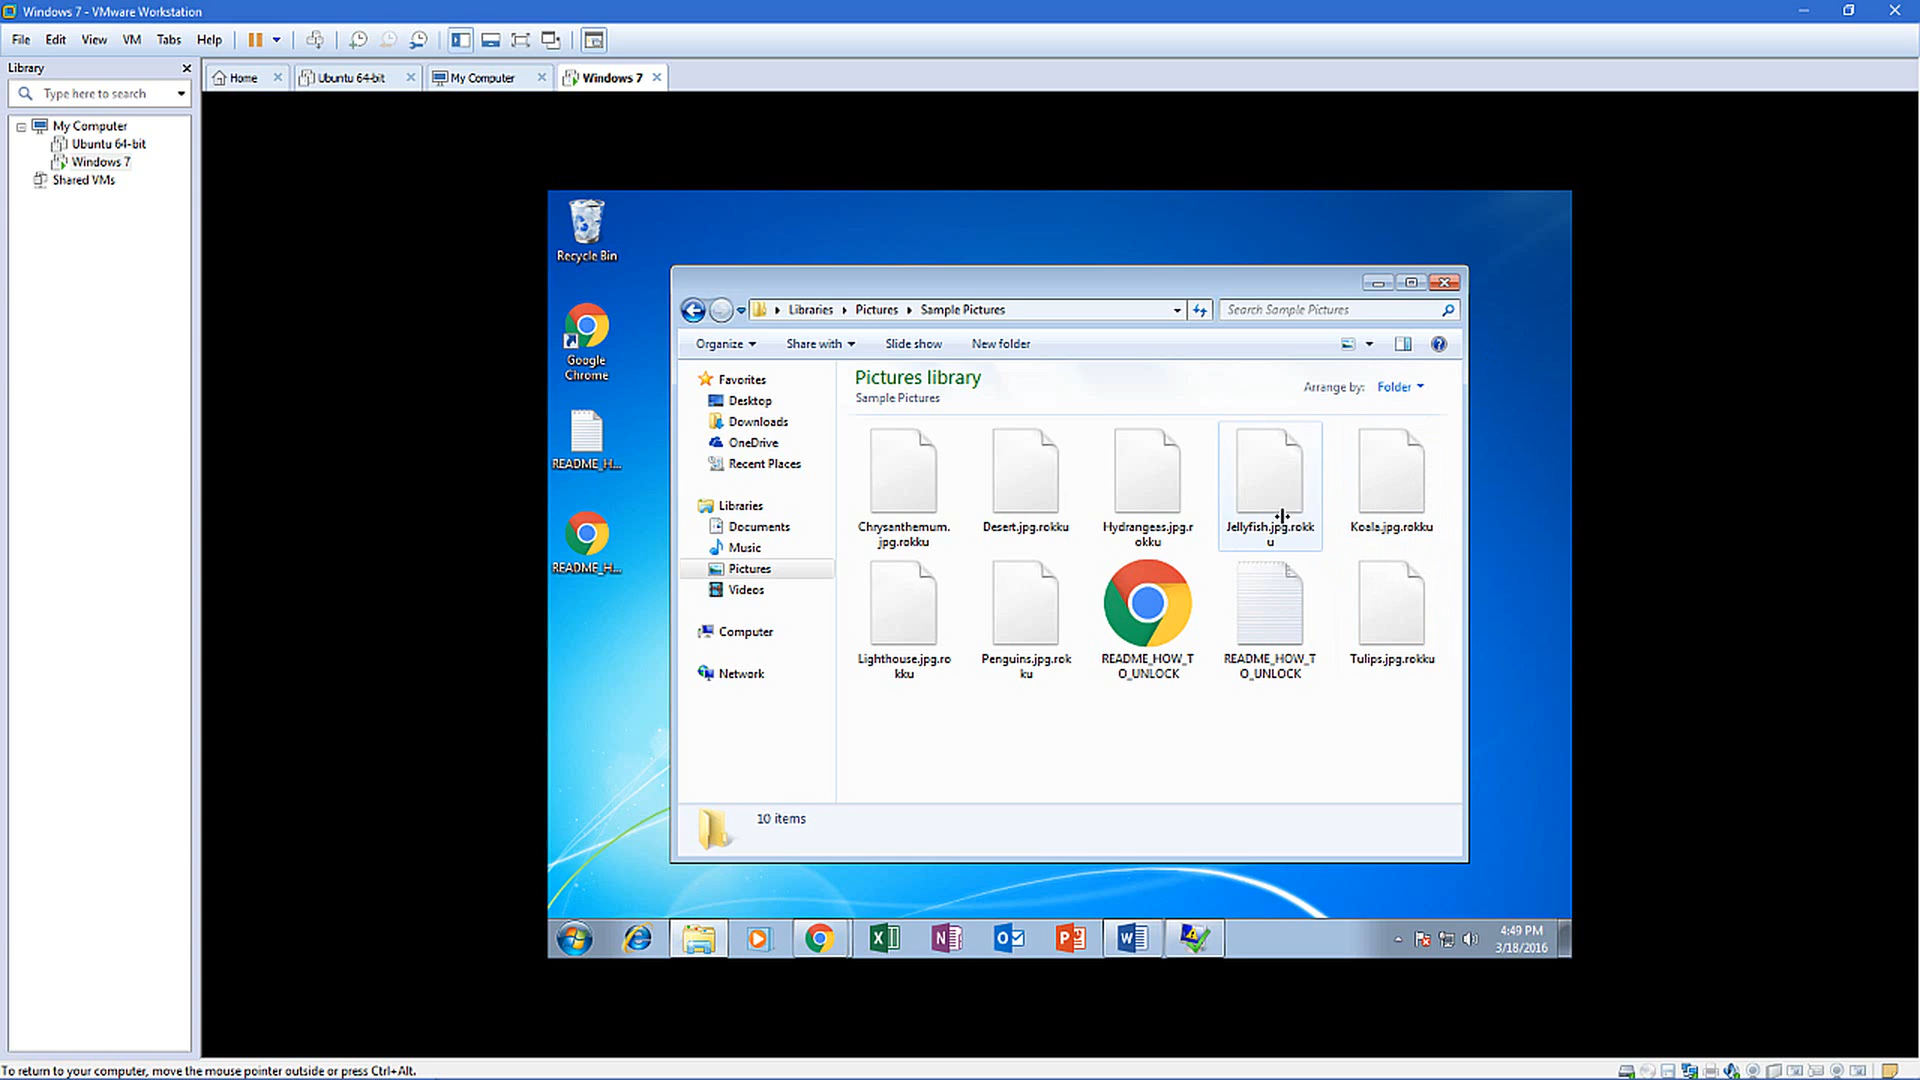 Windows 7 - VMware Workstation
File Edit View VM Tabs Help
Library
Type here to search
My Computer
Ubuntu 64-bit
Windows 7
Shared VMs
Home
Ubuntu 64-bit
My Computer
Windows 7
Recycle Bin
Google
Chrome
README_H...
README_H...
Libraries
Pictures
Sample Pictures
Search Sample Pictures
Organize
Share with
Slide show
New folder
Favorites
Desktop
Downloads
OneDrive
Recent Places
Libraries
Documents
Music
Pictures
Videos
Computer
Network
Pictures library
Sample Pictures
Arrange by: Folder
Chrysanthemum.
jpg.rokku
Desert.jpg.rokku
Hydrangeas.jpg.r
okku
Jellyfish.jpg.rokk
u
Koala.jpg.rokku
Lighthouse.jpg.ro
kku
Penguins.jpg.rok
ku
README_HOW_T
O_UNLOCK
README_HOW_T
O_UNLOCK
Tulips.jpg.rokku
10 items
4:49 PM
3/18/2016
To return to your computer, move the mouse pointer outside or press Ctrl+Alt.